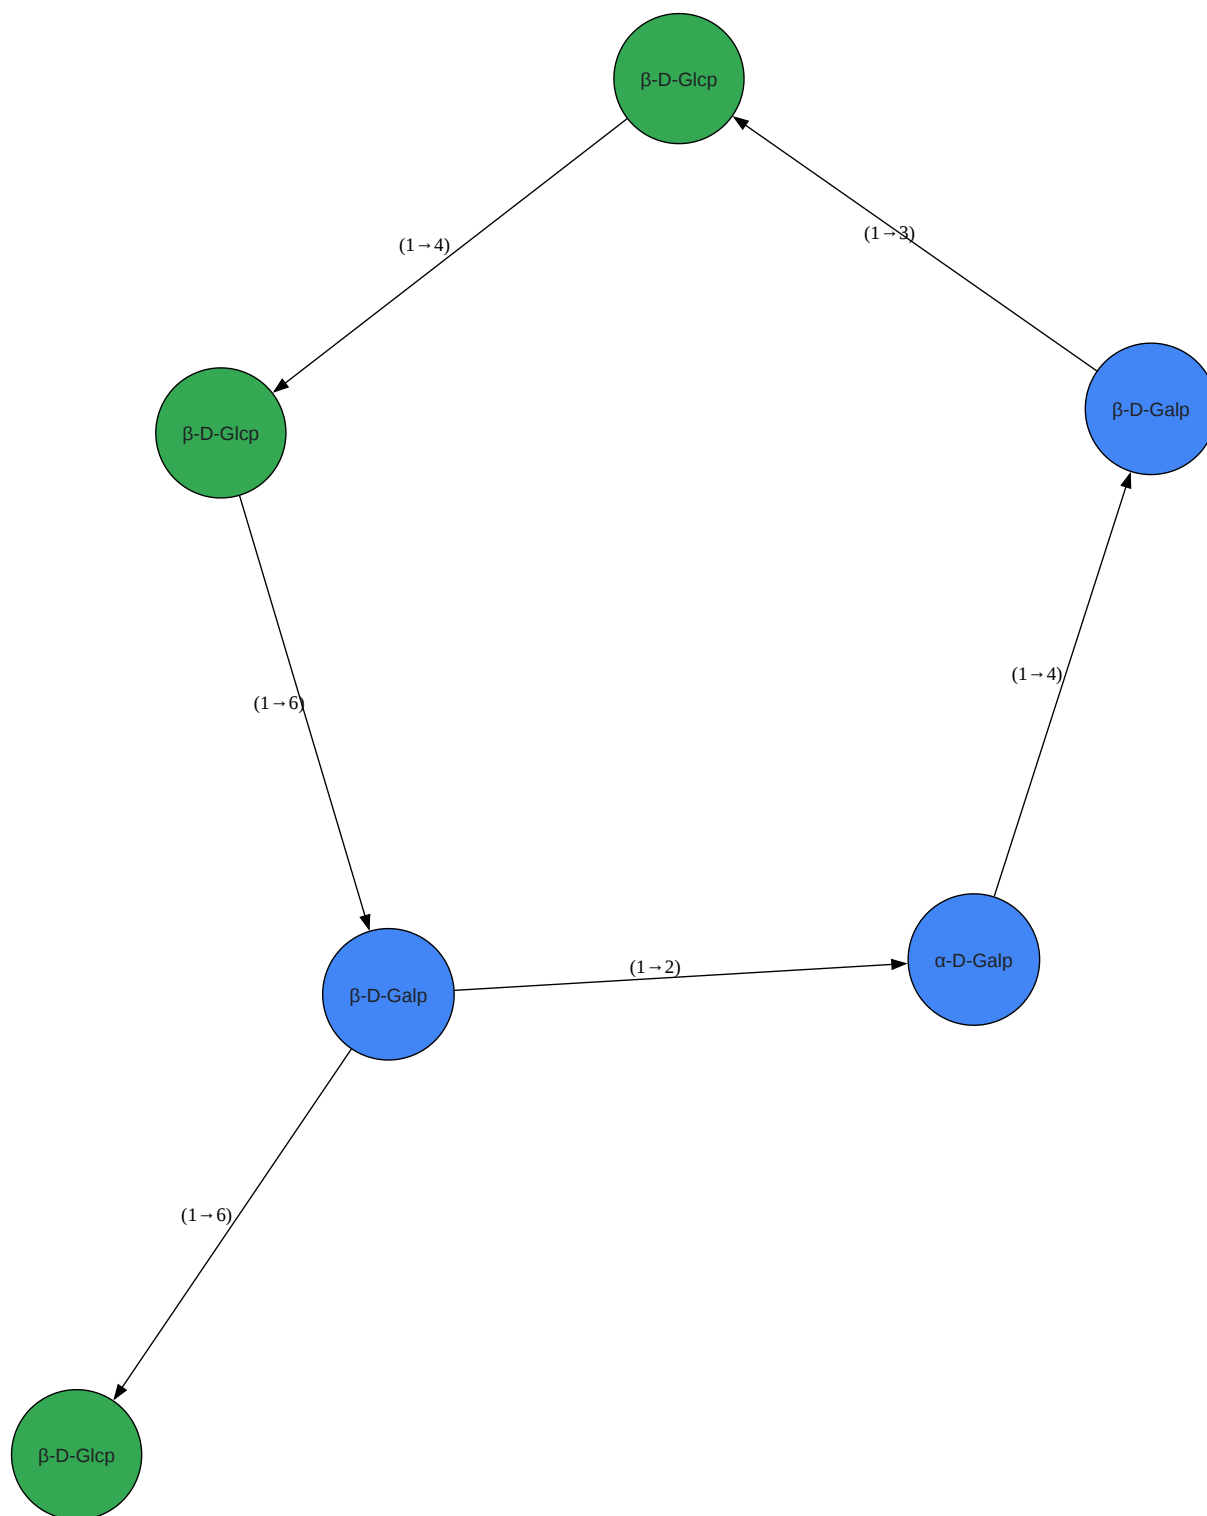 β-D-Glcp
(1→3)
(1→4)
β-D-Galp
β-D-Glcp
(1→4)
(1→6)
α-D-Galp
(1→2)
β-D-Galp
(1→6)
β-D-Glcp